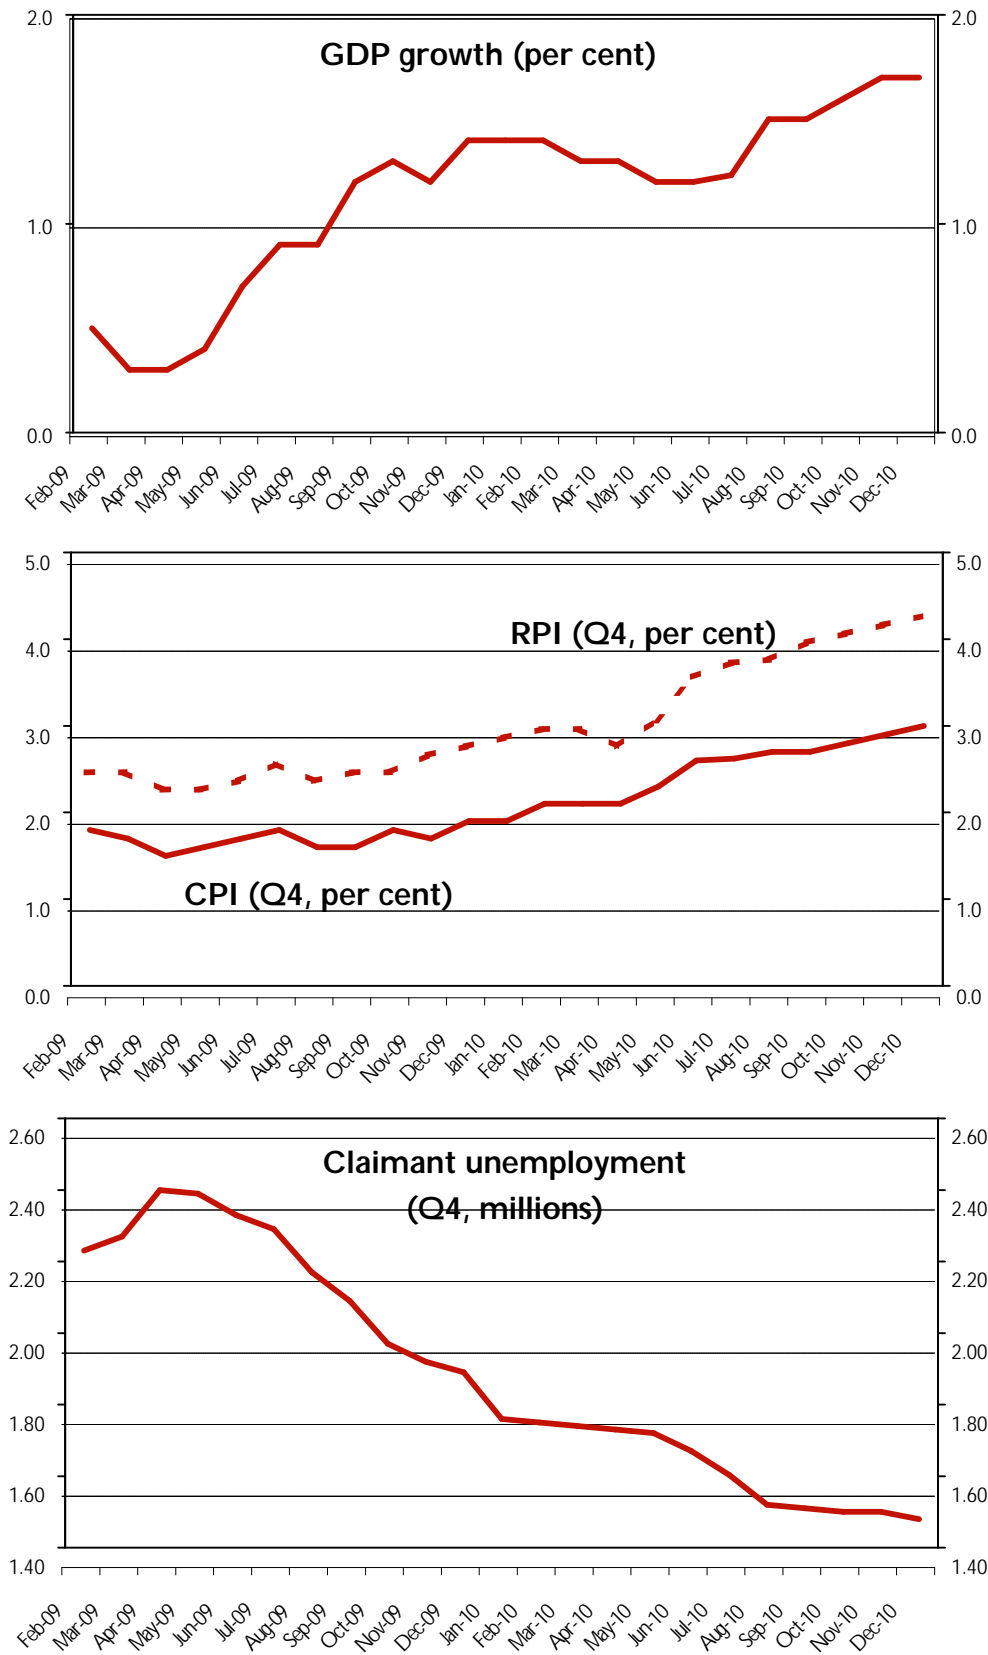 2.0 2.0
GDP growth (per cent)
1.0 1.0
0.0 0.0
Feb-09 Mar-09 Apr-09 May-09 Jun-09 Jul-09 Aug-09 Sep-09 Oct-09 Nov-09 Dec-09 Jan-10 Feb-10 Mar-10 Apr-10 May-10 Jun-10 Jul-10 Aug-10 Sep-10 Oct-10 Nov-10 Dec-10
5.0 5.0
RPI (Q4, per cent)
4.0 4.0
3.0 3.0
2.0 2.0
CPI (Q4, per cent)
1.0 1.0
0.0 0.0
Feb-09 Mar-09 Apr-09 May-09 Jun-09 Jul-09 Aug-09 Sep-09 Oct-09 Nov-09 Dec-09 Jan-10 Feb-10 Mar-10 Apr-10 May-10 Jun-10 Jul-10 Aug-10 Sep-10 Oct-10 Nov-10 Dec-10
2.60 2.60
Claimant unemployment
2.40 (Q4, millions) 2.40
2.20 2.20
2.00 2.00
1.80 1.80
1.60 1.60
1.40 1.40
Feb-09 Mar-09 Apr-09 May-09 Jun-09 Jul-09 Aug-09 Sep-09 Oct-09 Nov-09 Dec-09 Jan-10 Feb-10 Mar-10 Apr-10 May-10 Jun-10 Jul-10 Aug-10 Sep-10 Oct-10 Nov-10 Dec-10